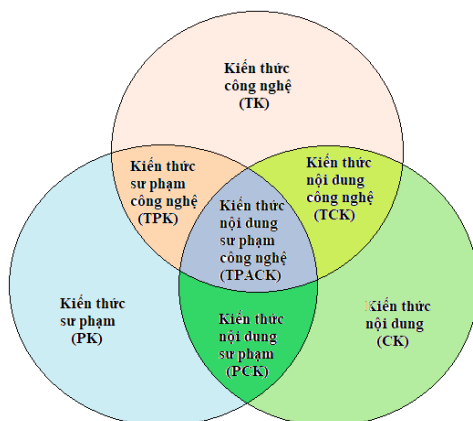 Kiến thức
công nghệ
(TK)
Kiến thức
sư phạm
công nghệ
(TPK)
Kiến thức
nội dung
công nghệ
(TCK)
Kiến thức
nội dung
sư phạm
công nghệ
(TPACK)
Kiến thức
sư phạm
(PK)
Kiến thức
nội dung
sư phạm
(PCK)
Kiến thức
nội dung
(CK)